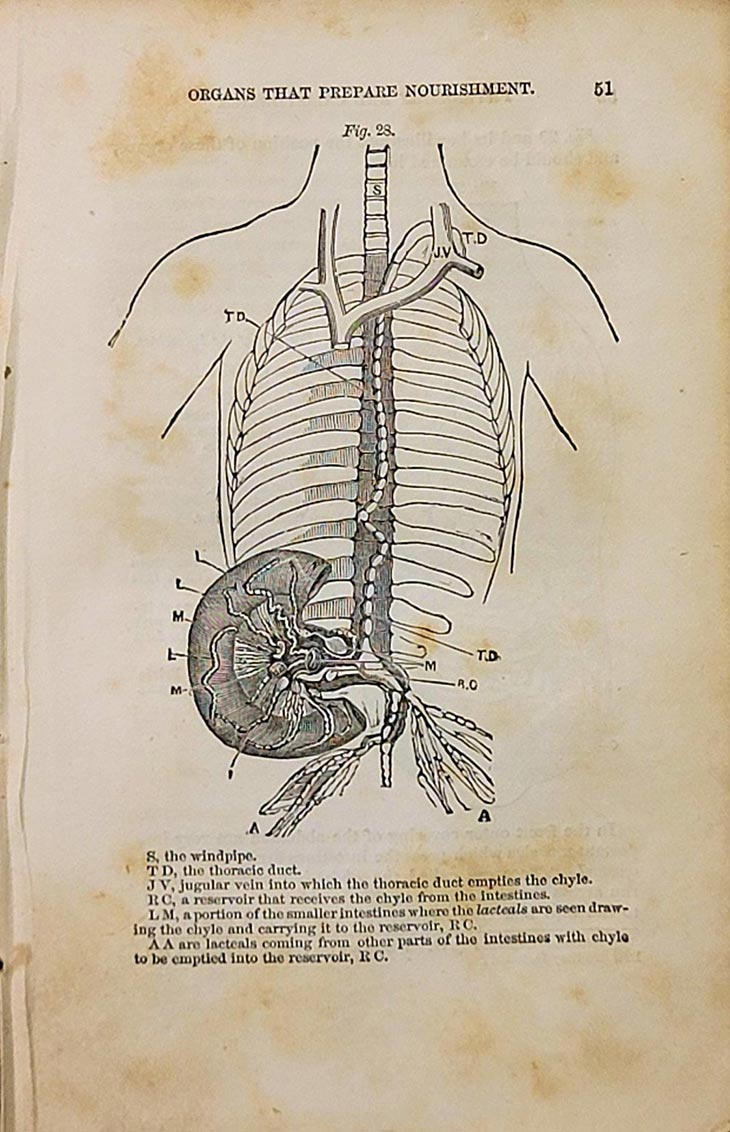 ORGANS THAT PREPARE NOURISHMENT. 51
Fig. 28.
S
T.D
J.V
T.D.
L
L
M
L
M
T.D.
M
R.C
A
A
S, the windpipe.
T D, the thoracic duct.
J V, jugular vein into which the thoracic duct empties the chyle.
R C, a reservoir that receives the chyle from the intestines.
L M, a portion of the smaller intestines where the lacteals are seen draw-
ing the chyle and carrying it to the reservoir, R C.
A A are lacteals coming from other parts of the intestines with chyle
to be emptied into the reservoir, R C.